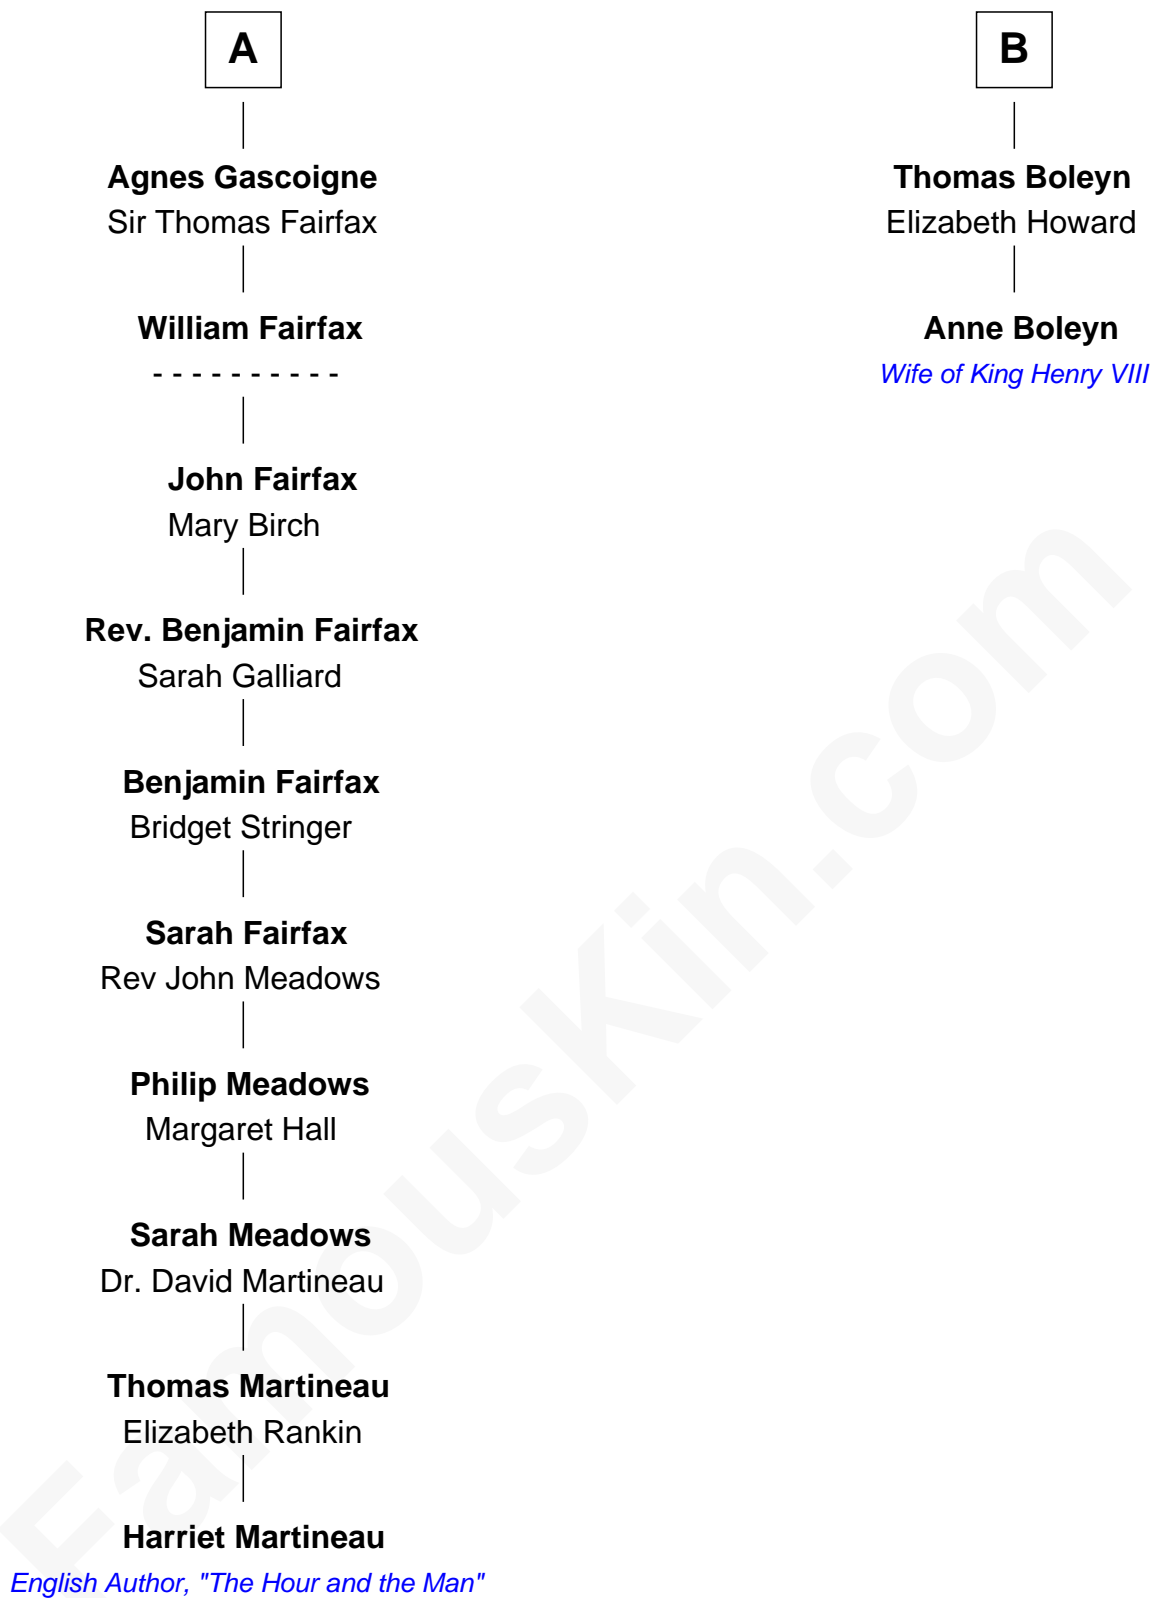 A
Agnes Gascoigne
Sir Thomas Fairfax
William Fairfax
- - - - - - - - - -
John Fairfax
Mary Birch
Rev. Benjamin Fairfax
Sarah Galliard
Benjamin Fairfax
Bridget Stringer
Sarah Fairfax
Rev John Meadows
Philip Meadows
Margaret Hall
Sarah Meadows
Dr. David Martineau
Thomas Martineau
Elizabeth Rankin
Harriet Martineau
English Author, "The Hour and the Man"
B
Thomas Boleyn
Elizabeth Howard
Anne Boleyn
Wife of King Henry VIII
FamousKin.com